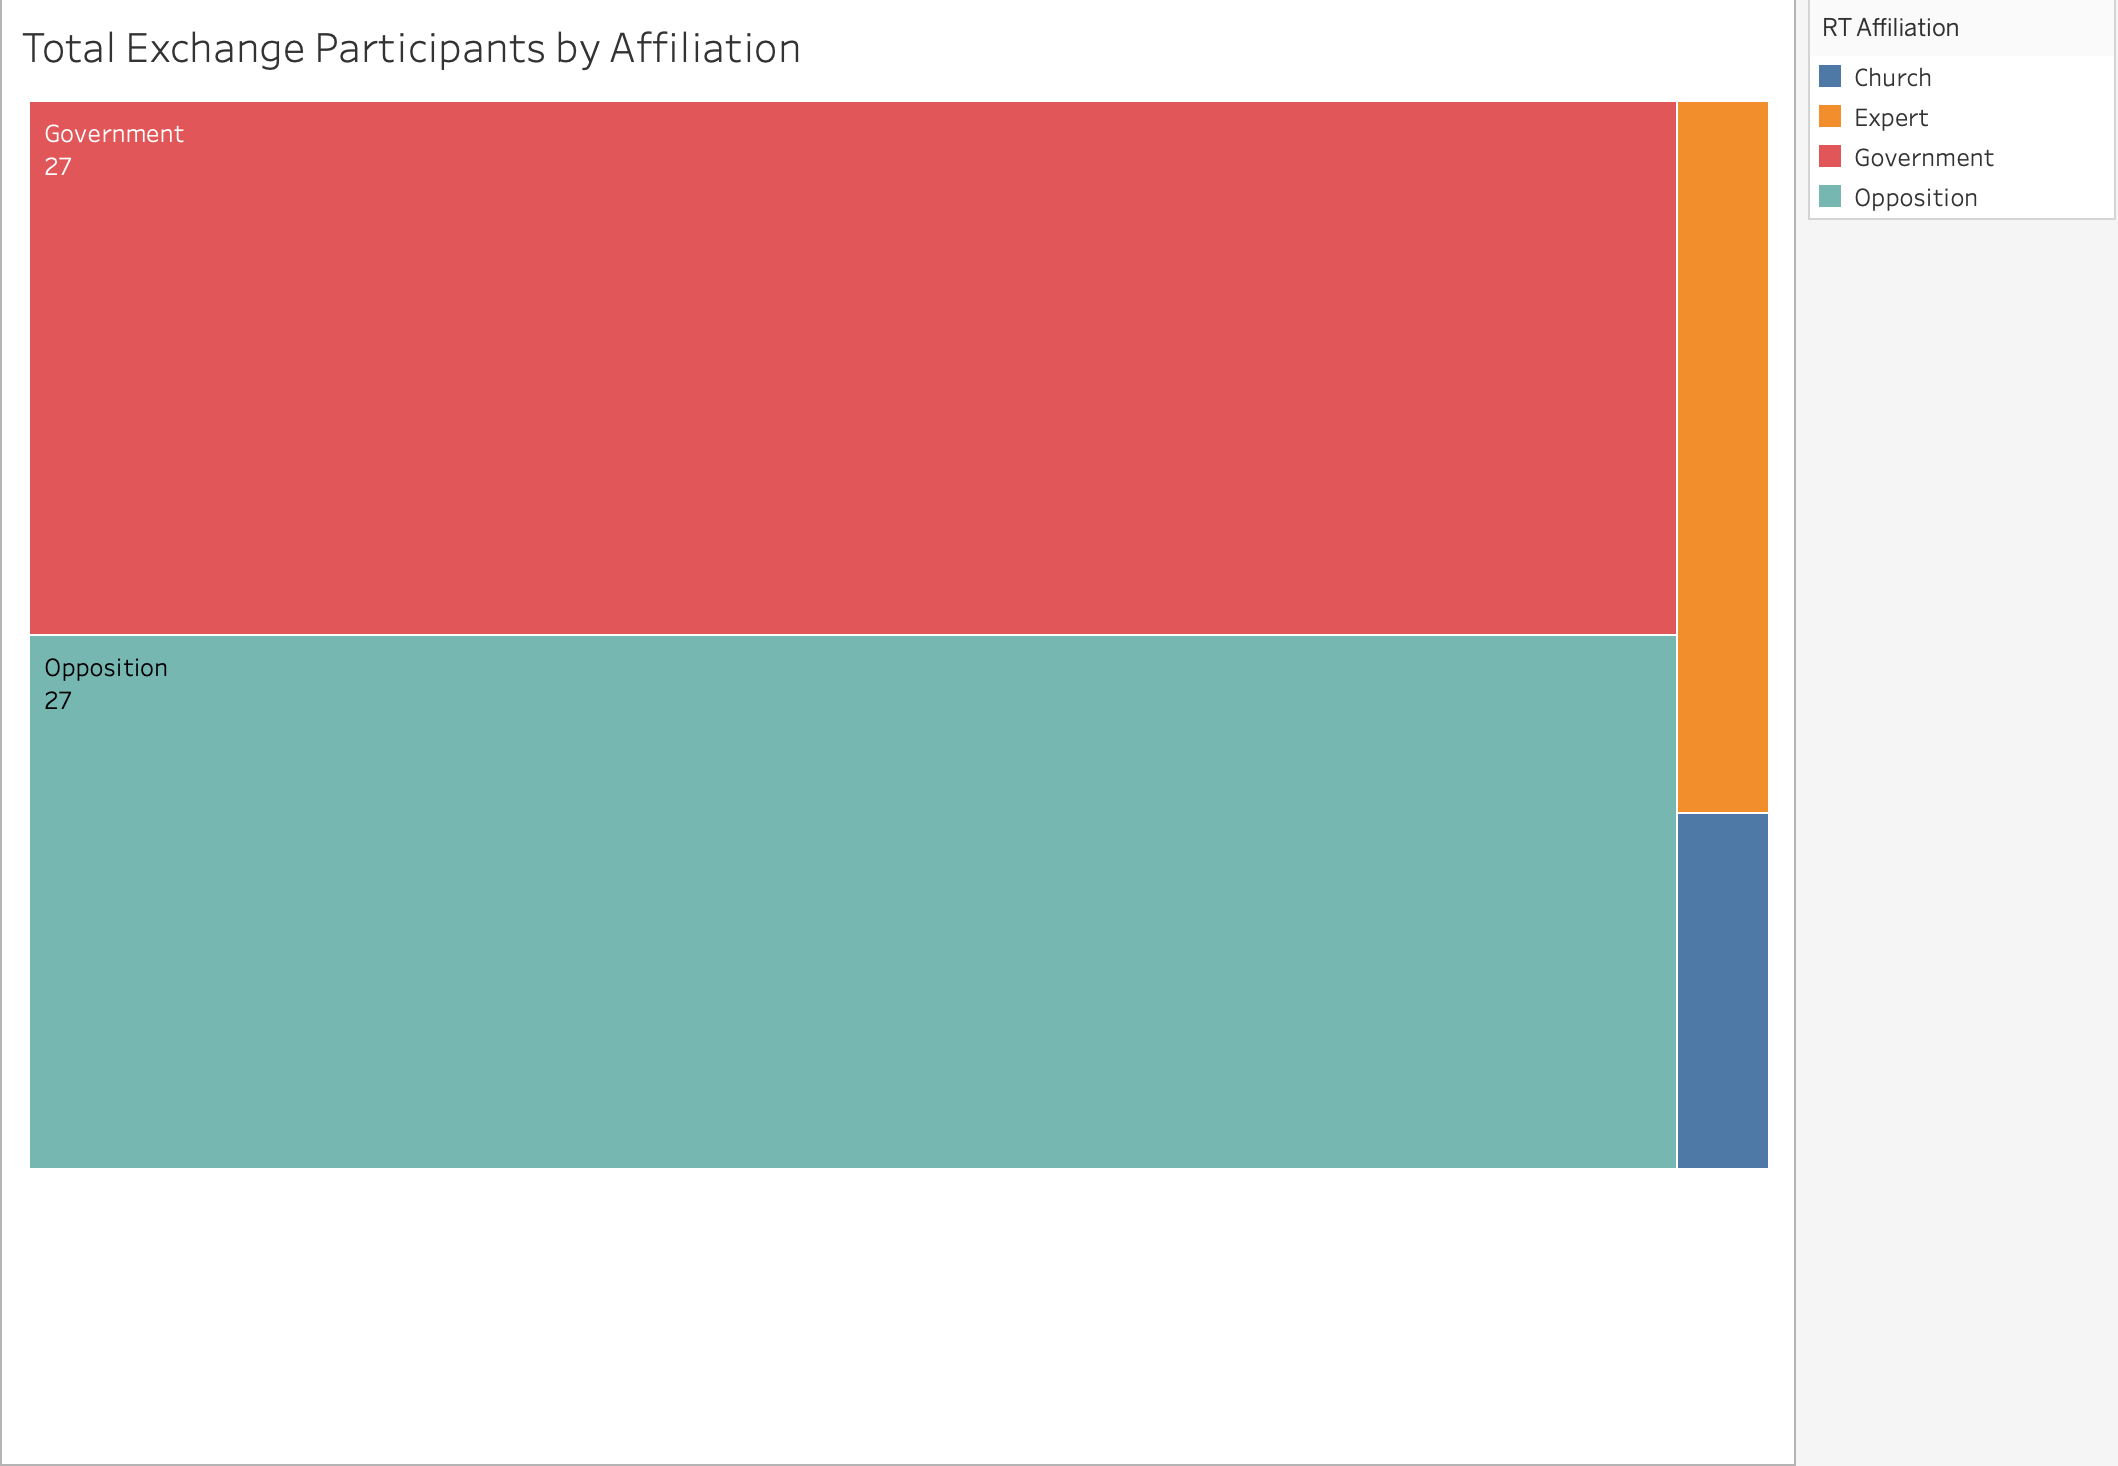 Total Exchange Participants by Affiliation
Government
27
Opposition
27
RT Affiliation
Church
Expert
Government
Opposition